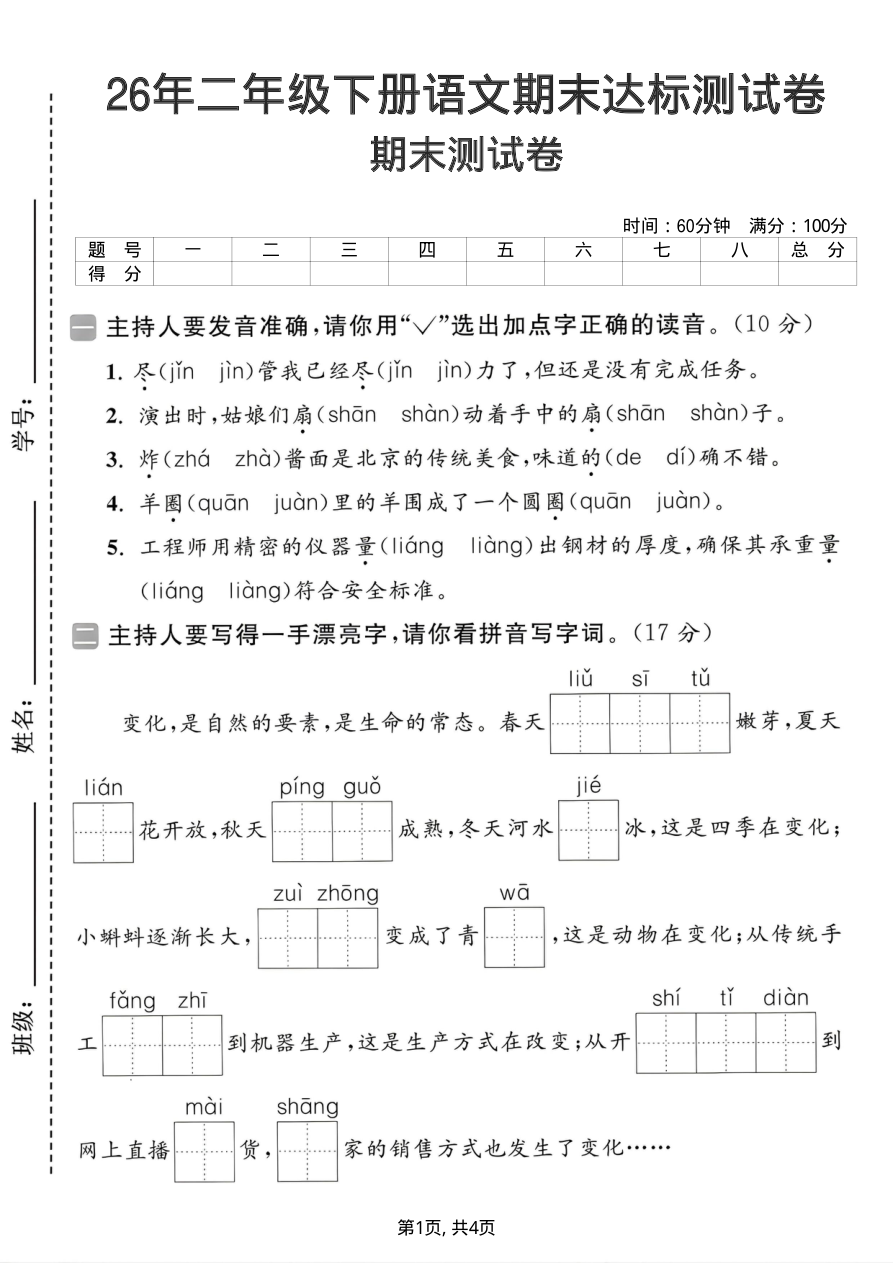 26年二年级下册语文期末达标测试卷
期末测试卷
时间：60分钟　满分：100分
题　号　一　二　三　四　五　六　七　八　总　分
得　分
一 主持人要发音准确，请你用“✓”选出加点字正确的读音。（10 分）
1. 尽（jǐn　jìn）管我已经尽（jǐn　jìn）力了，但还是没有完成任务。
2. 演出时，姑娘们扇（shān　shàn）动着手中的扇（shān　shàn）子。
3. 炸（zhá　zhà）酱面是北京的传统美食，味道的（de　dí）确不错。
4. 羊圈（quān　juàn）里的羊围成了一个圆圈（quān　juàn）。
5. 工程师用精密的仪器量（liáng　liàng）出钢材的厚度，确保其承重量
（liáng　liàng）符合安全标准。
二 主持人要写得一手漂亮字，请你看拼音写字词。（17 分）
liǔ　sī　tǔ
变化，是自然的要素，是生命的常态。春天　嫩芽，夏天
lián　píng　guǒ　jié
花开放，秋天　成熟，冬天河水　冰，这是四季在变化；
zuì　zhōng　wā
小蝌蚪逐渐长大，　变成了青　，这是动物在变化；从传统手
fǎng　zhī　shí　tǐ　diàn
工　到机器生产，这是生产方式在改变；从开　到
mài　shāng
网上直播　货，　家的销售方式也发生了变化……
学号：
姓名：
班级：
第1页, 共4页